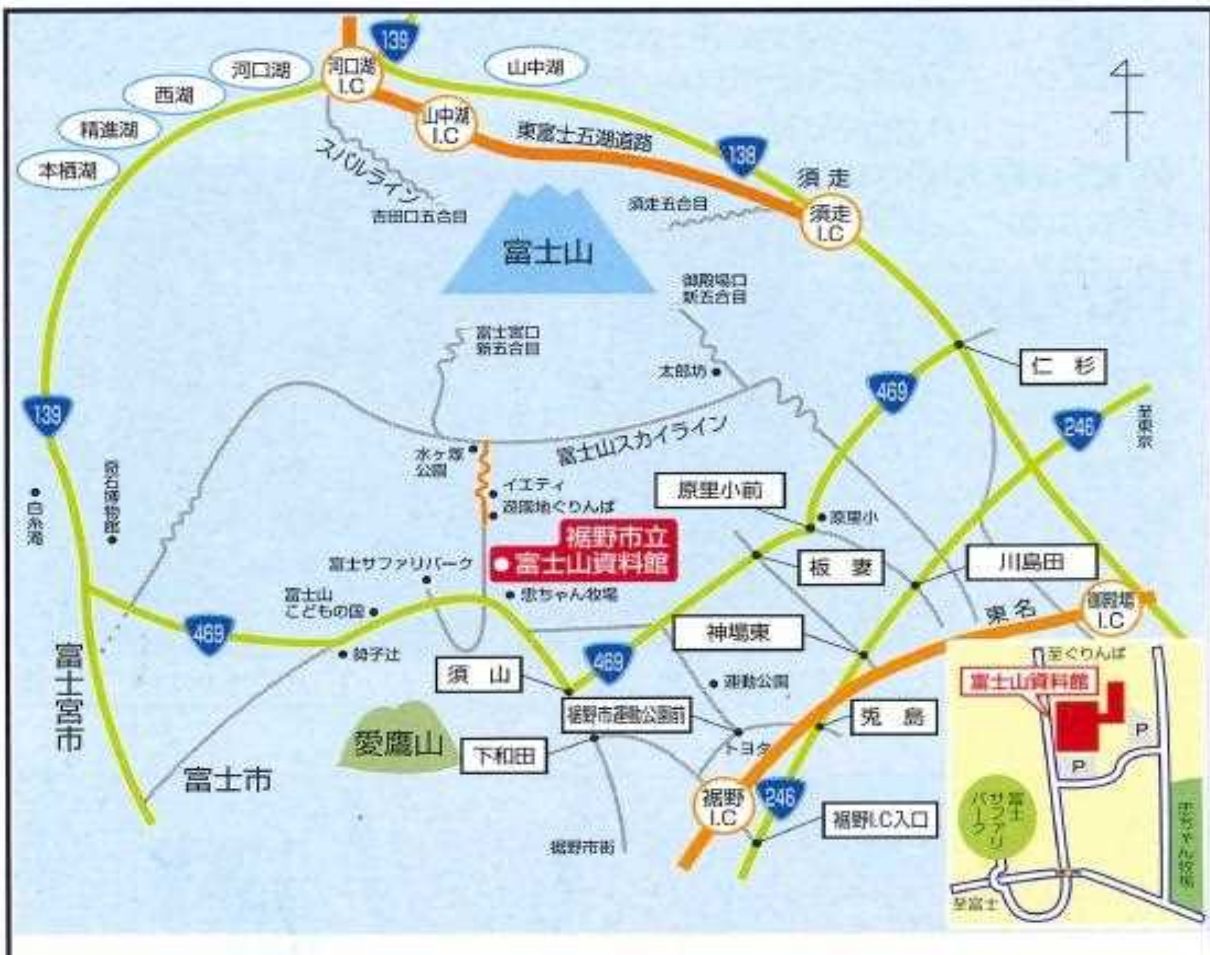 139
河口湖
河口湖
I.C
山中湖
西湖
山中湖
I.C
精進湖
東富士五湖道路
本栖湖
スバルライン
138
須走
吉田口五合目
須走五合目
須走
I.C
富士山
御殿場口
新五合目
富士宮口
新五合目
仁杉
太郎坊
469
139
246
至東京
富士山スカイライン
水ヶ塚
公園
イエティ
遊園地ぐりんぱ
原里小前
原里小
奇石博物館
白糸滝
裾野市立
富士山資料館
板妻
川島田
富士サファリパーク
忠ちゃん牧場
富士山
こどもの国
東名
御殿場
I.C
神場東
469
勢子辻
須山
469
運動公園
富士宮市
裾野市運動公園前
兎島
愛鷹山
下和田
トヨタ
富士市
裾野
I.C
246
裾野I.C入口
裾野市街
至ぐりんぱ
富士山資料館
P
P
富士
サファリ
パーク
忠ちゃん牧場
至富士